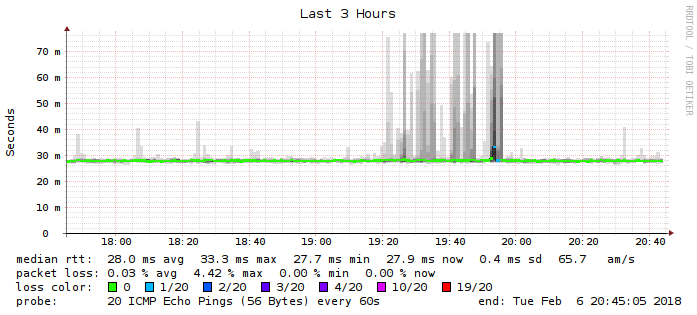 Last 3 Hours
RRDTOOL / TOBI OETIKER
Seconds
70 m
60 m
50 m
40 m
30 m
20 m
10 m
0
18:00 18:20 18:40 19:00 19:20 19:40 20:00 20:20 20:40
median rtt: 28.0 ms avg 33.3 ms max 27.7 ms min 27.9 ms now 0.4 ms sd 65.7 am/s
packet loss: 0.03 % avg 4.42 % max 0.00 % min 0.00 % now
loss color: 0 1/20 2/20 3/20 4/20 10/20 19/20
probe: 20 ICMP Echo Pings (56 Bytes) every 60s end: Tue Feb 6 20:45:05 2018